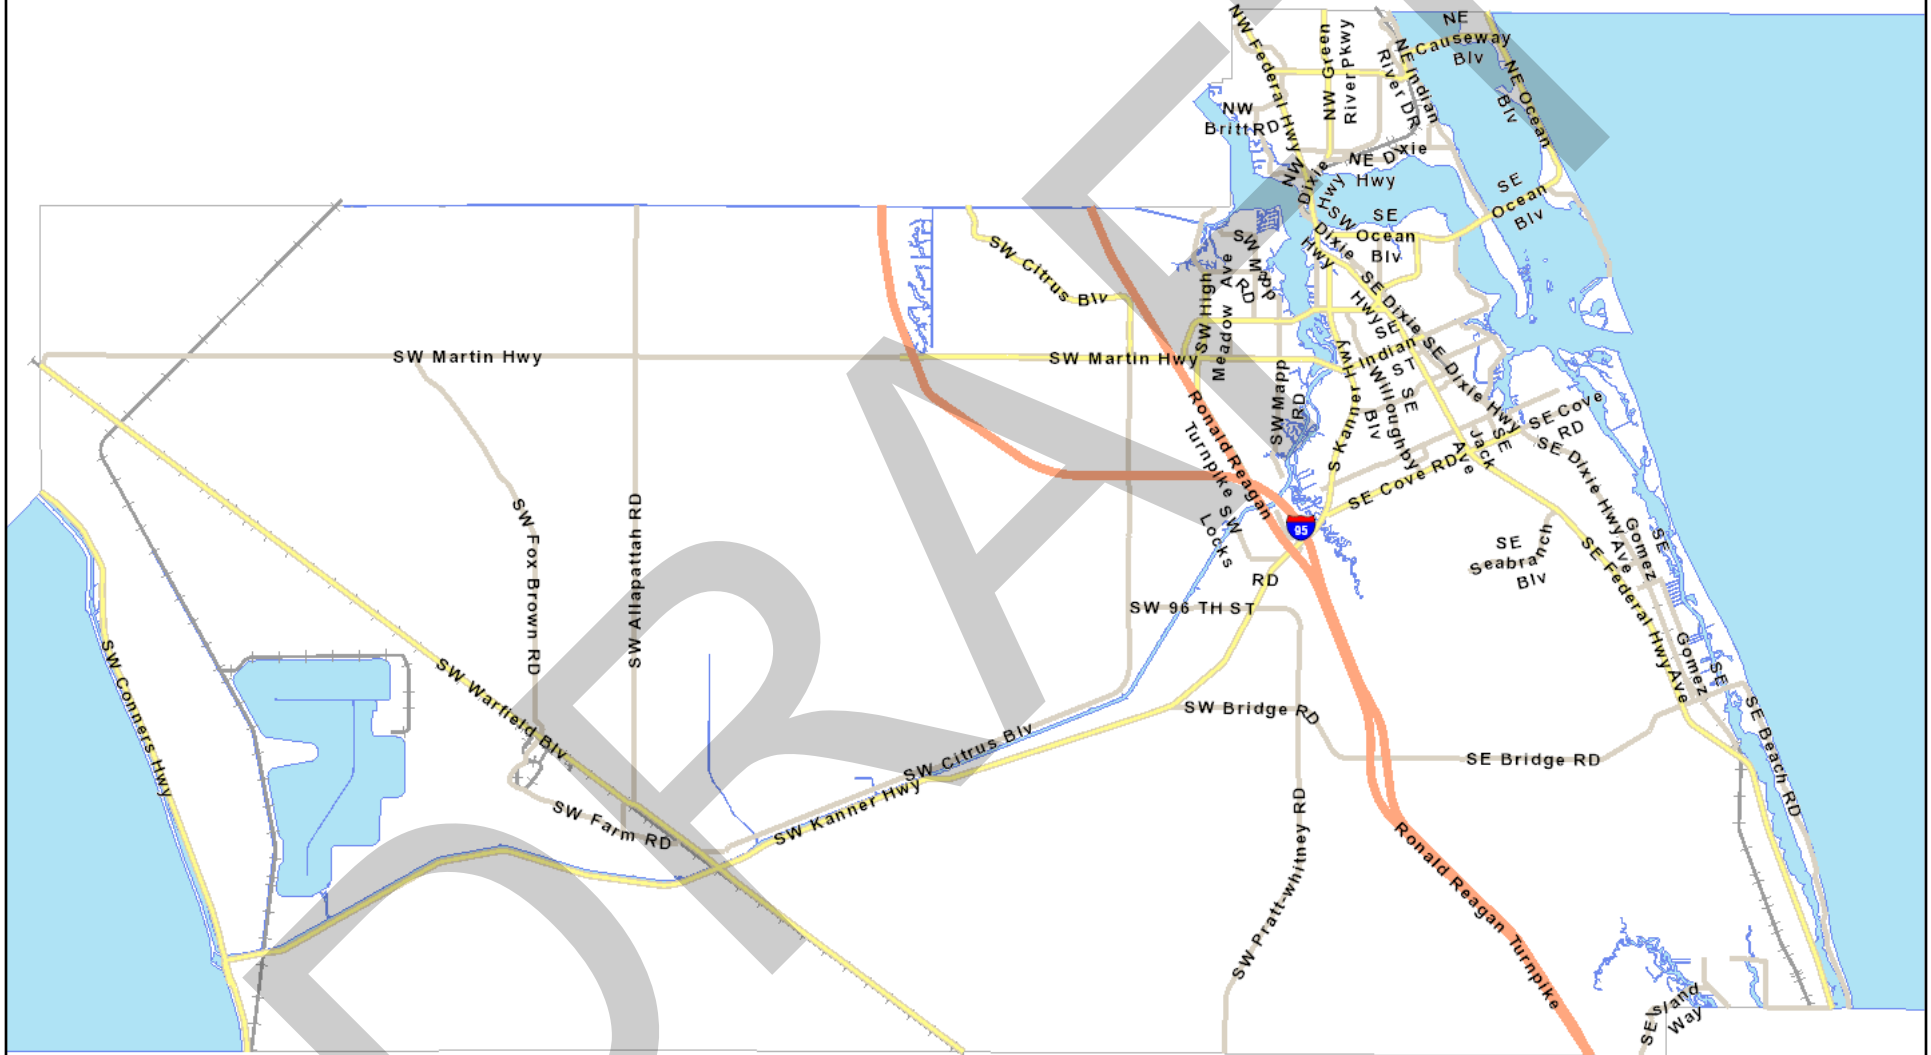 NW Federal Hwy
NW Green
River Pkwy
NE Indian
River DR
NE
Causeway
Blv
NE Ocean
Blv
NW
Britt RD
NE Dixie
Hwy
NW
Dixie
Hwy
SE
Ocean
Blv
SE
Ocean
Blv
SW
Dixie
Hwy
SW Mapp
RD
SW High
Meadow Ave
SW Citrus Blv
SE Dixie
Hwy
SE
Indian
ST
SE Dixie Hwy
SW Martin Hwy
SW Martin Hwy
SW Mapp
RD
S Kanner Hwy
SE
Willoughby
Blv
SE Cove
RD
SE
Jack
Ave
SE Cove RD
SE Dixie Hwy
Ronald Reagan
Turnpike
SW
Locks
RD
95
SW Fox Brown RD
SW Allapattah RD
SE
Seabranch
Blv
SE
Gomez
Ave
SE Federal Hwy
SW 96 TH ST
SW Conners Hwy
SW Warfield Blv
SE
Gomez
Ave
SW Bridge RD
SE Bridge RD
SE Beach RD
SW Citrus Blv
SW Kanner Hwy
SW Farm RD
SW Pratt-whitney RD
Ronald Reagan Turnpike
SE Island
Way
DRAFT